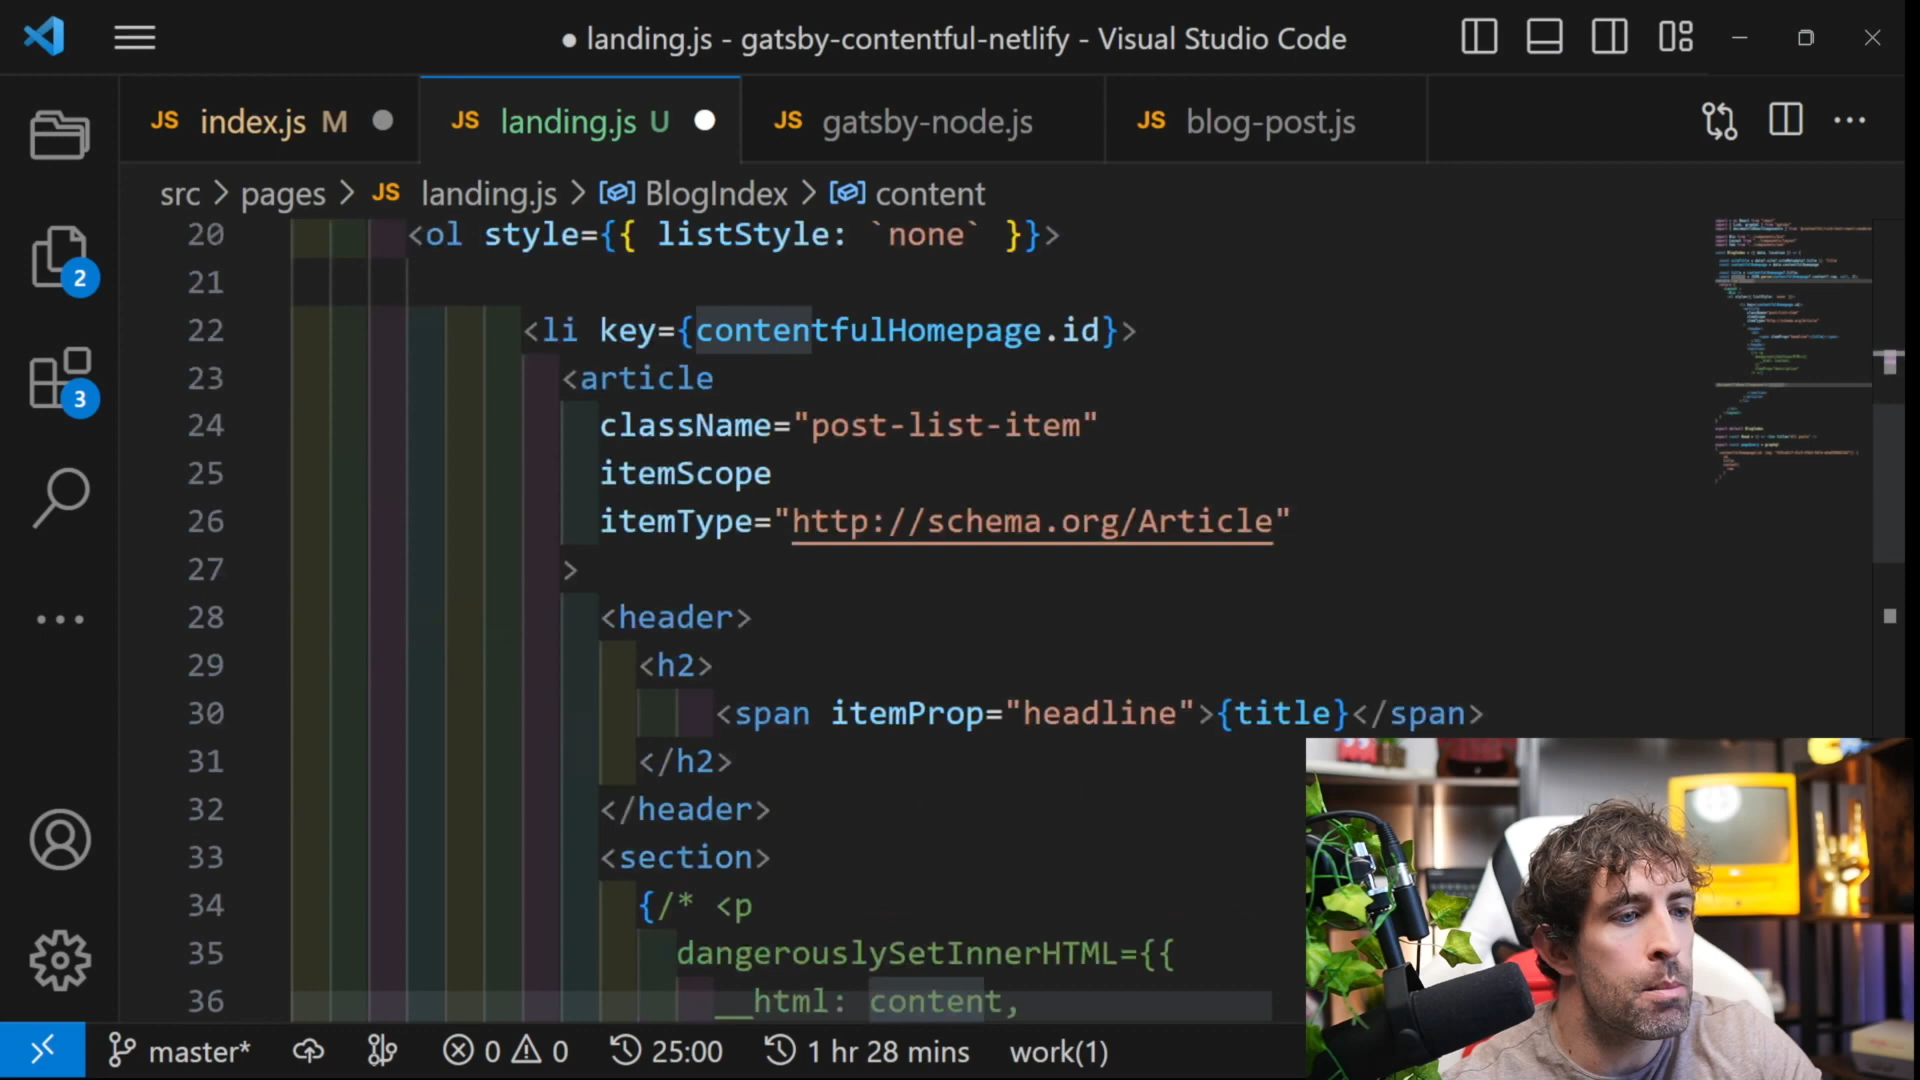 ● landing.js - gatsby-contentful-netlify - Visual Studio Code
JS index.js M
JS landing.js U
JS gatsby-node.js
JS blog-post.js
src > pages > JS landing.js > BlogIndex > content
20 <ol style={{ listStyle: `none` }}>
21
22 <li key={contentfulHomepage.id}>
23 <article
24 className="post-list-item"
25 itemScope
26 itemType="http://schema.org/Article"
27 >
28 <header>
29 <h2>
30 <span itemProp="headline">{title}</span>
31 </h2>
32 </header>
33 <section>
34 {/* <p
35 dangerouslySetInnerHTML={{
36 __html: content,
2
3
master* 0 0 25:00 1 hr 28 mins work(1)